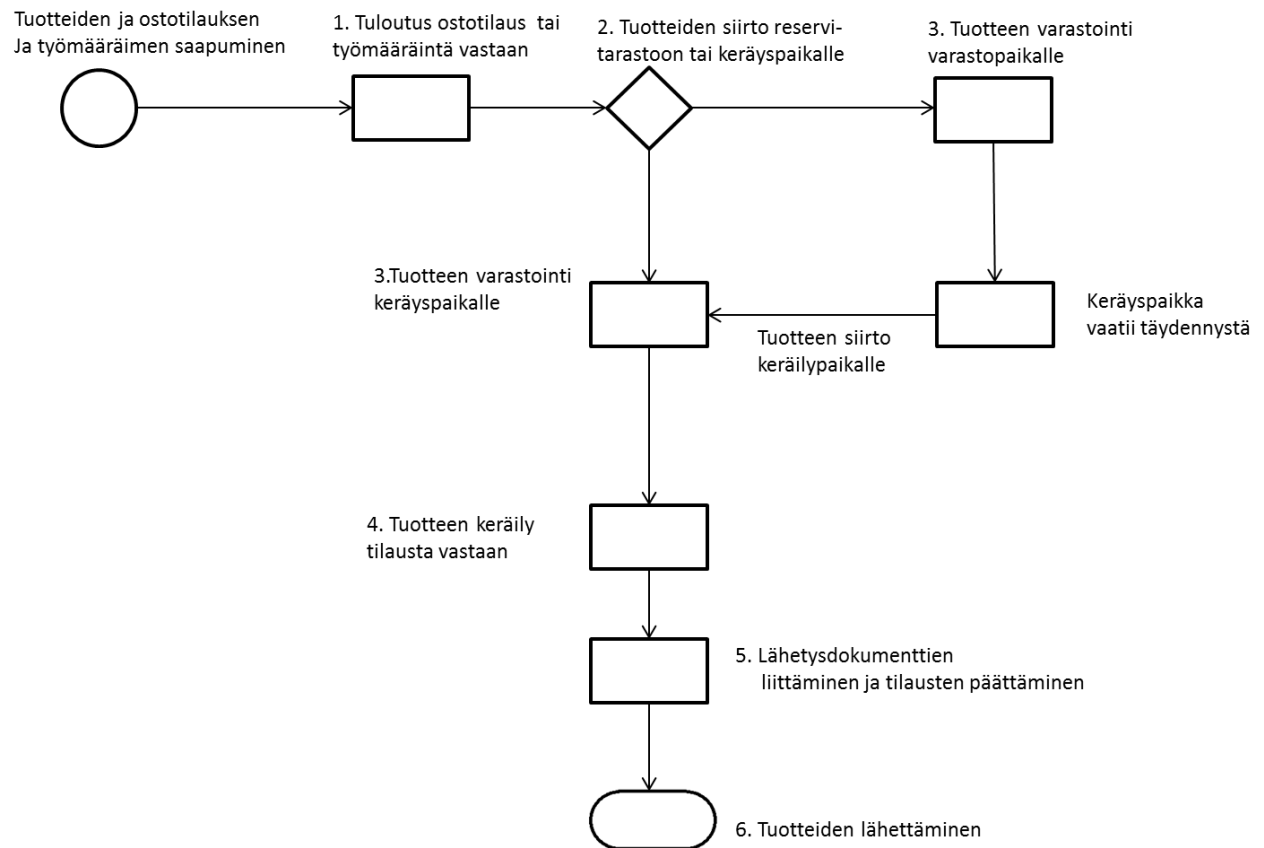 Tuotteiden ja ostotilauksen
Ja työmääräimen saapuminen
1. Tuloutus ostotilaus tai
työmääräintä vastaan
2. Tuotteiden siirto reservi-
tarastoon tai keräyspaikalle
3. Tuotteen varastointi
varastopaikalle
3.Tuotteen varastointi
keräyspaikalle
Tuotteen siirto
keräilypaikalle
Keräyspaikka
vaatii täydennystä
4. Tuotteen keräily
tilausta vastaan
5. Lähetysdokumenttien
liittäminen ja tilausten päättäminen
6. Tuotteiden lähettäminen